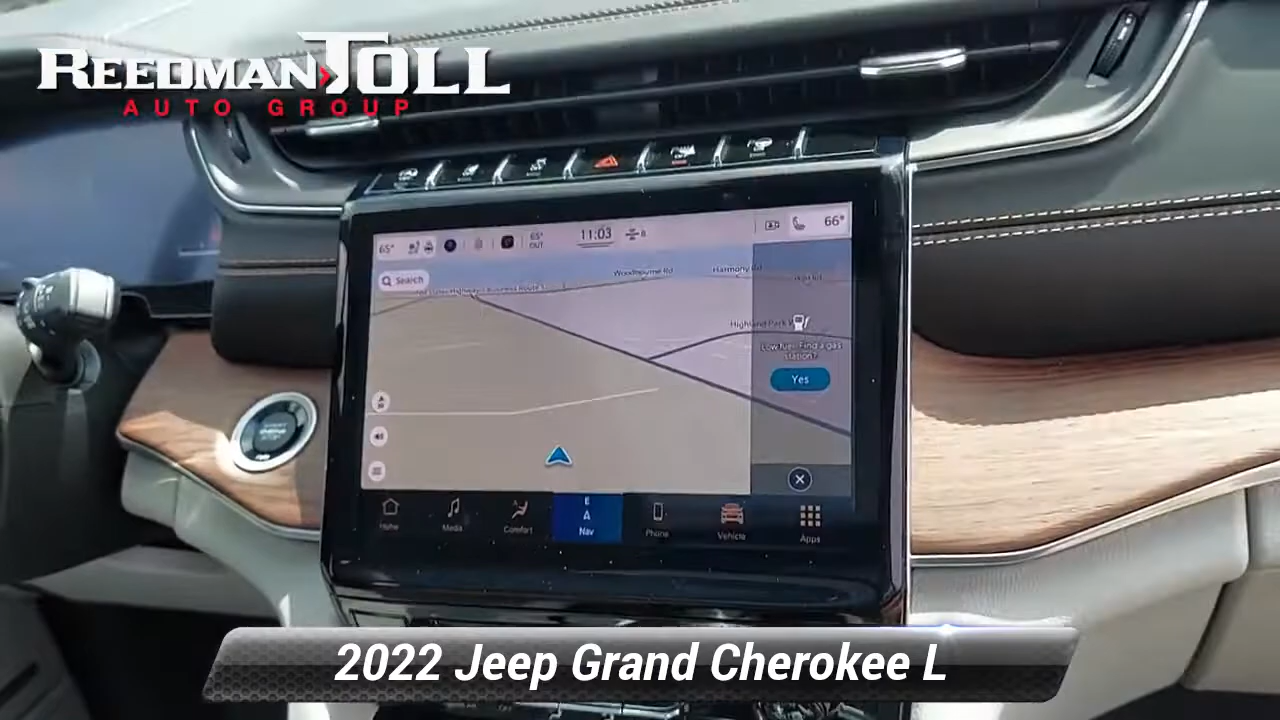 REEDMAN TOLL
AUTO GROUP
65°
65°
OUT
11:03
66°
Search
Woodbourne Rd
Harmony Rd
Highland Park
Low fuel. Find a gas
station?
Yes
E
Home
Media
Comfort
Nav
Phone
Vehicle
Apps
2022 Jeep Grand Cherokee L